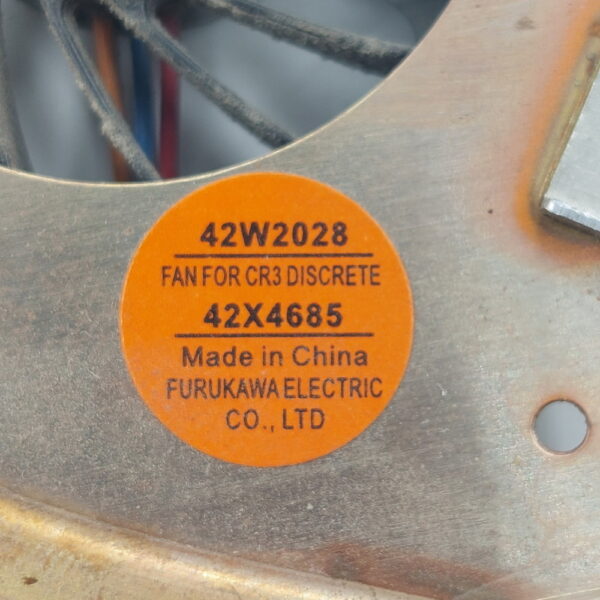 42W2028
FAN FOR CR3 DISCRETE
42X4685
Made in China
FURUKAWA ELECTRIC
CO., LTD